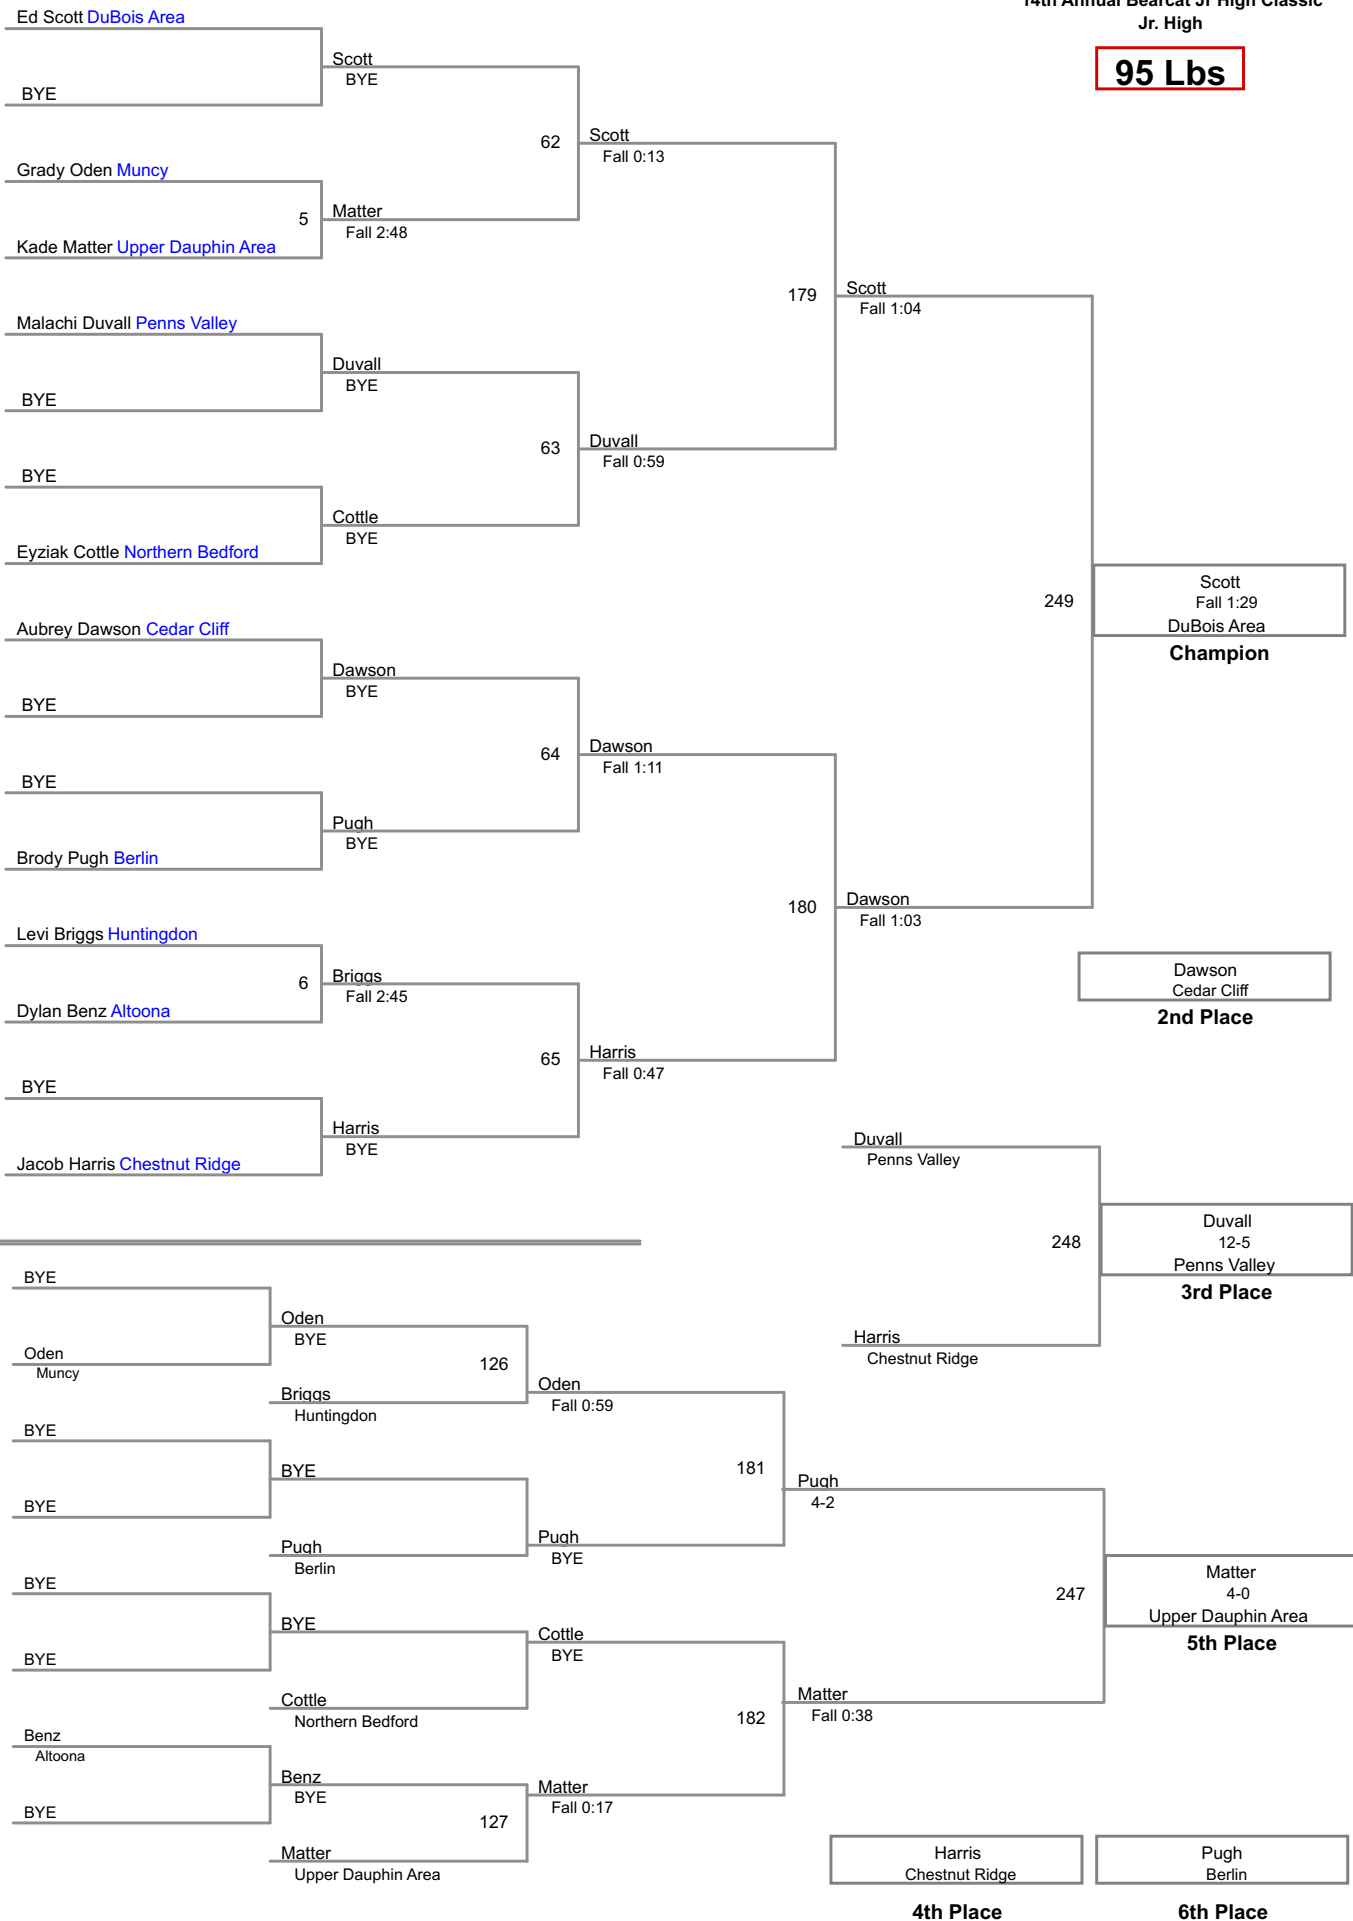 14th Annual Bearcat Jr High Classic
Jr. High
95 Lbs
Ed Scott DuBois Area
BYE
Grady Oden Muncy
5
Kade Matter Upper Dauphin Area
Malachi Duvall Penns Valley
BYE
BYE
Eyziak Cottle Northern Bedford
Aubrey Dawson Cedar Cliff
BYE
BYE
Brody Pugh Berlin
Levi Briggs Huntingdon
6
Dylan Benz Altoona
BYE
Jacob Harris Chestnut Ridge
Scott
BYE
62
Matter
Fall 2:48
Duvall
BYE
63
Cottle
BYE
Dawson
BYE
64
Pugh
BYE
Briggs
Fall 2:45
65
Harris
BYE
Scott
Fall 0:13
179
Duvall
Fall 0:59
Dawson
Fall 1:11
180
Harris
Fall 0:47
Scott
Fall 1:04
249
Dawson
Fall 1:03
Scott
Fall 1:29
DuBois Area
Champion
Dawson
Cedar Cliff
2nd Place
Duvall
Penns Valley
248
Harris
Chestnut Ridge
Duvall
12-5
Penns Valley
3rd Place
BYE
Oden
Muncy
BYE
BYE
BYE
BYE
Benz
Altoona
BYE
Oden
BYE
126
Briggs
Huntingdon
BYE
Pugh
Berlin
BYE
Cottle
Northern Bedford
Benz
BYE
127
Matter
Upper Dauphin Area
Oden
Fall 0:59
181
Pugh
BYE
Cottle
BYE
182
Matter
Fall 0:17
Pugh
4-2
247
Matter
Fall 0:38
Matter
4-0
Upper Dauphin Area
5th Place
Harris
Chestnut Ridge
4th Place
Pugh
Berlin
6th Place